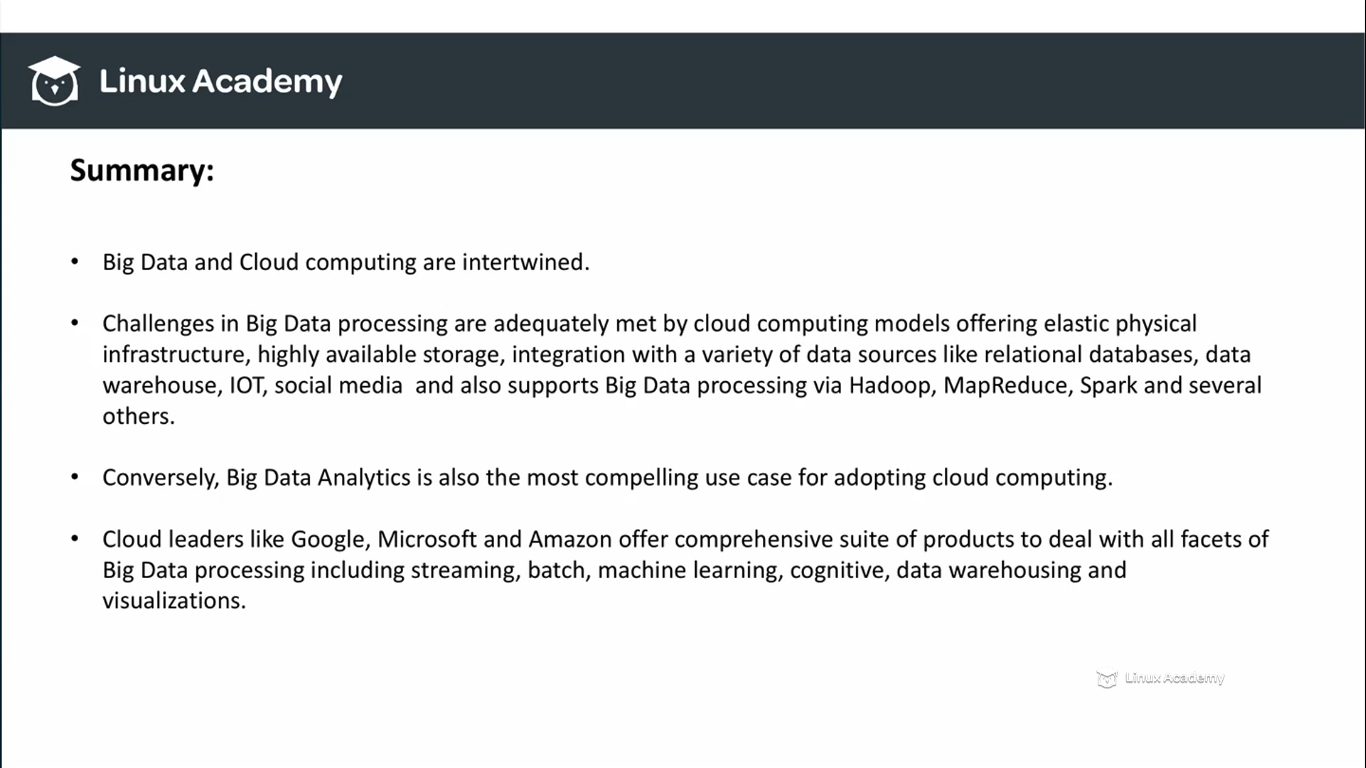 Linux Academy
Summary:
• Big Data and Cloud computing are intertwined.
• Challenges in Big Data processing are adequately met by cloud computing models offering elastic physical
infrastructure, highly available storage, integration with a variety of data sources like relational databases, data
warehouse, IOT, social media  and also supports Big Data processing via Hadoop, MapReduce, Spark and several
others.
• Conversely, Big Data Analytics is also the most compelling use case for adopting cloud computing.
• Cloud leaders like Google, Microsoft and Amazon offer comprehensive suite of products to deal with all facets of
Big Data processing including streaming, batch, machine learning, cognitive, data warehousing and
visualizations.
Linux Academy